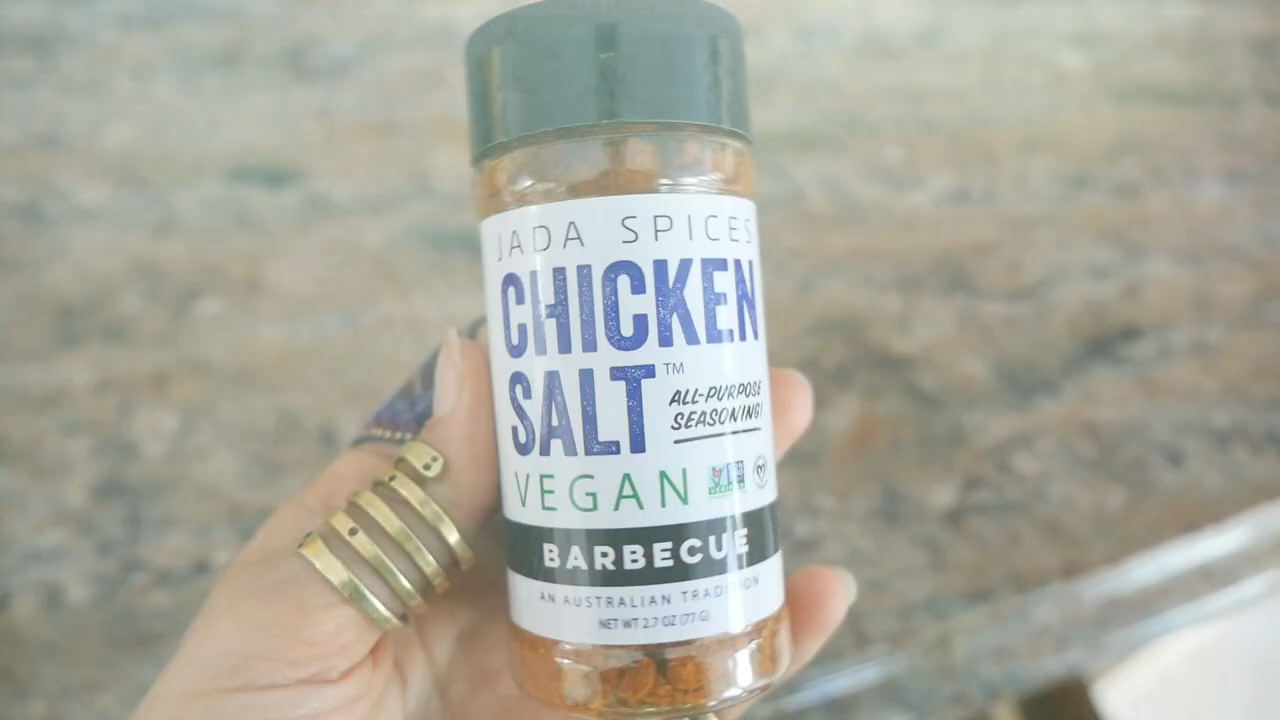 JADA SPICES
CHICKEN
SALT™
ALL-PURPOSE
SEASONING!
VEGAN
BARBECUE
AN AUSTRALIAN TRADITION
NET WT 2.7 OZ (77 G)